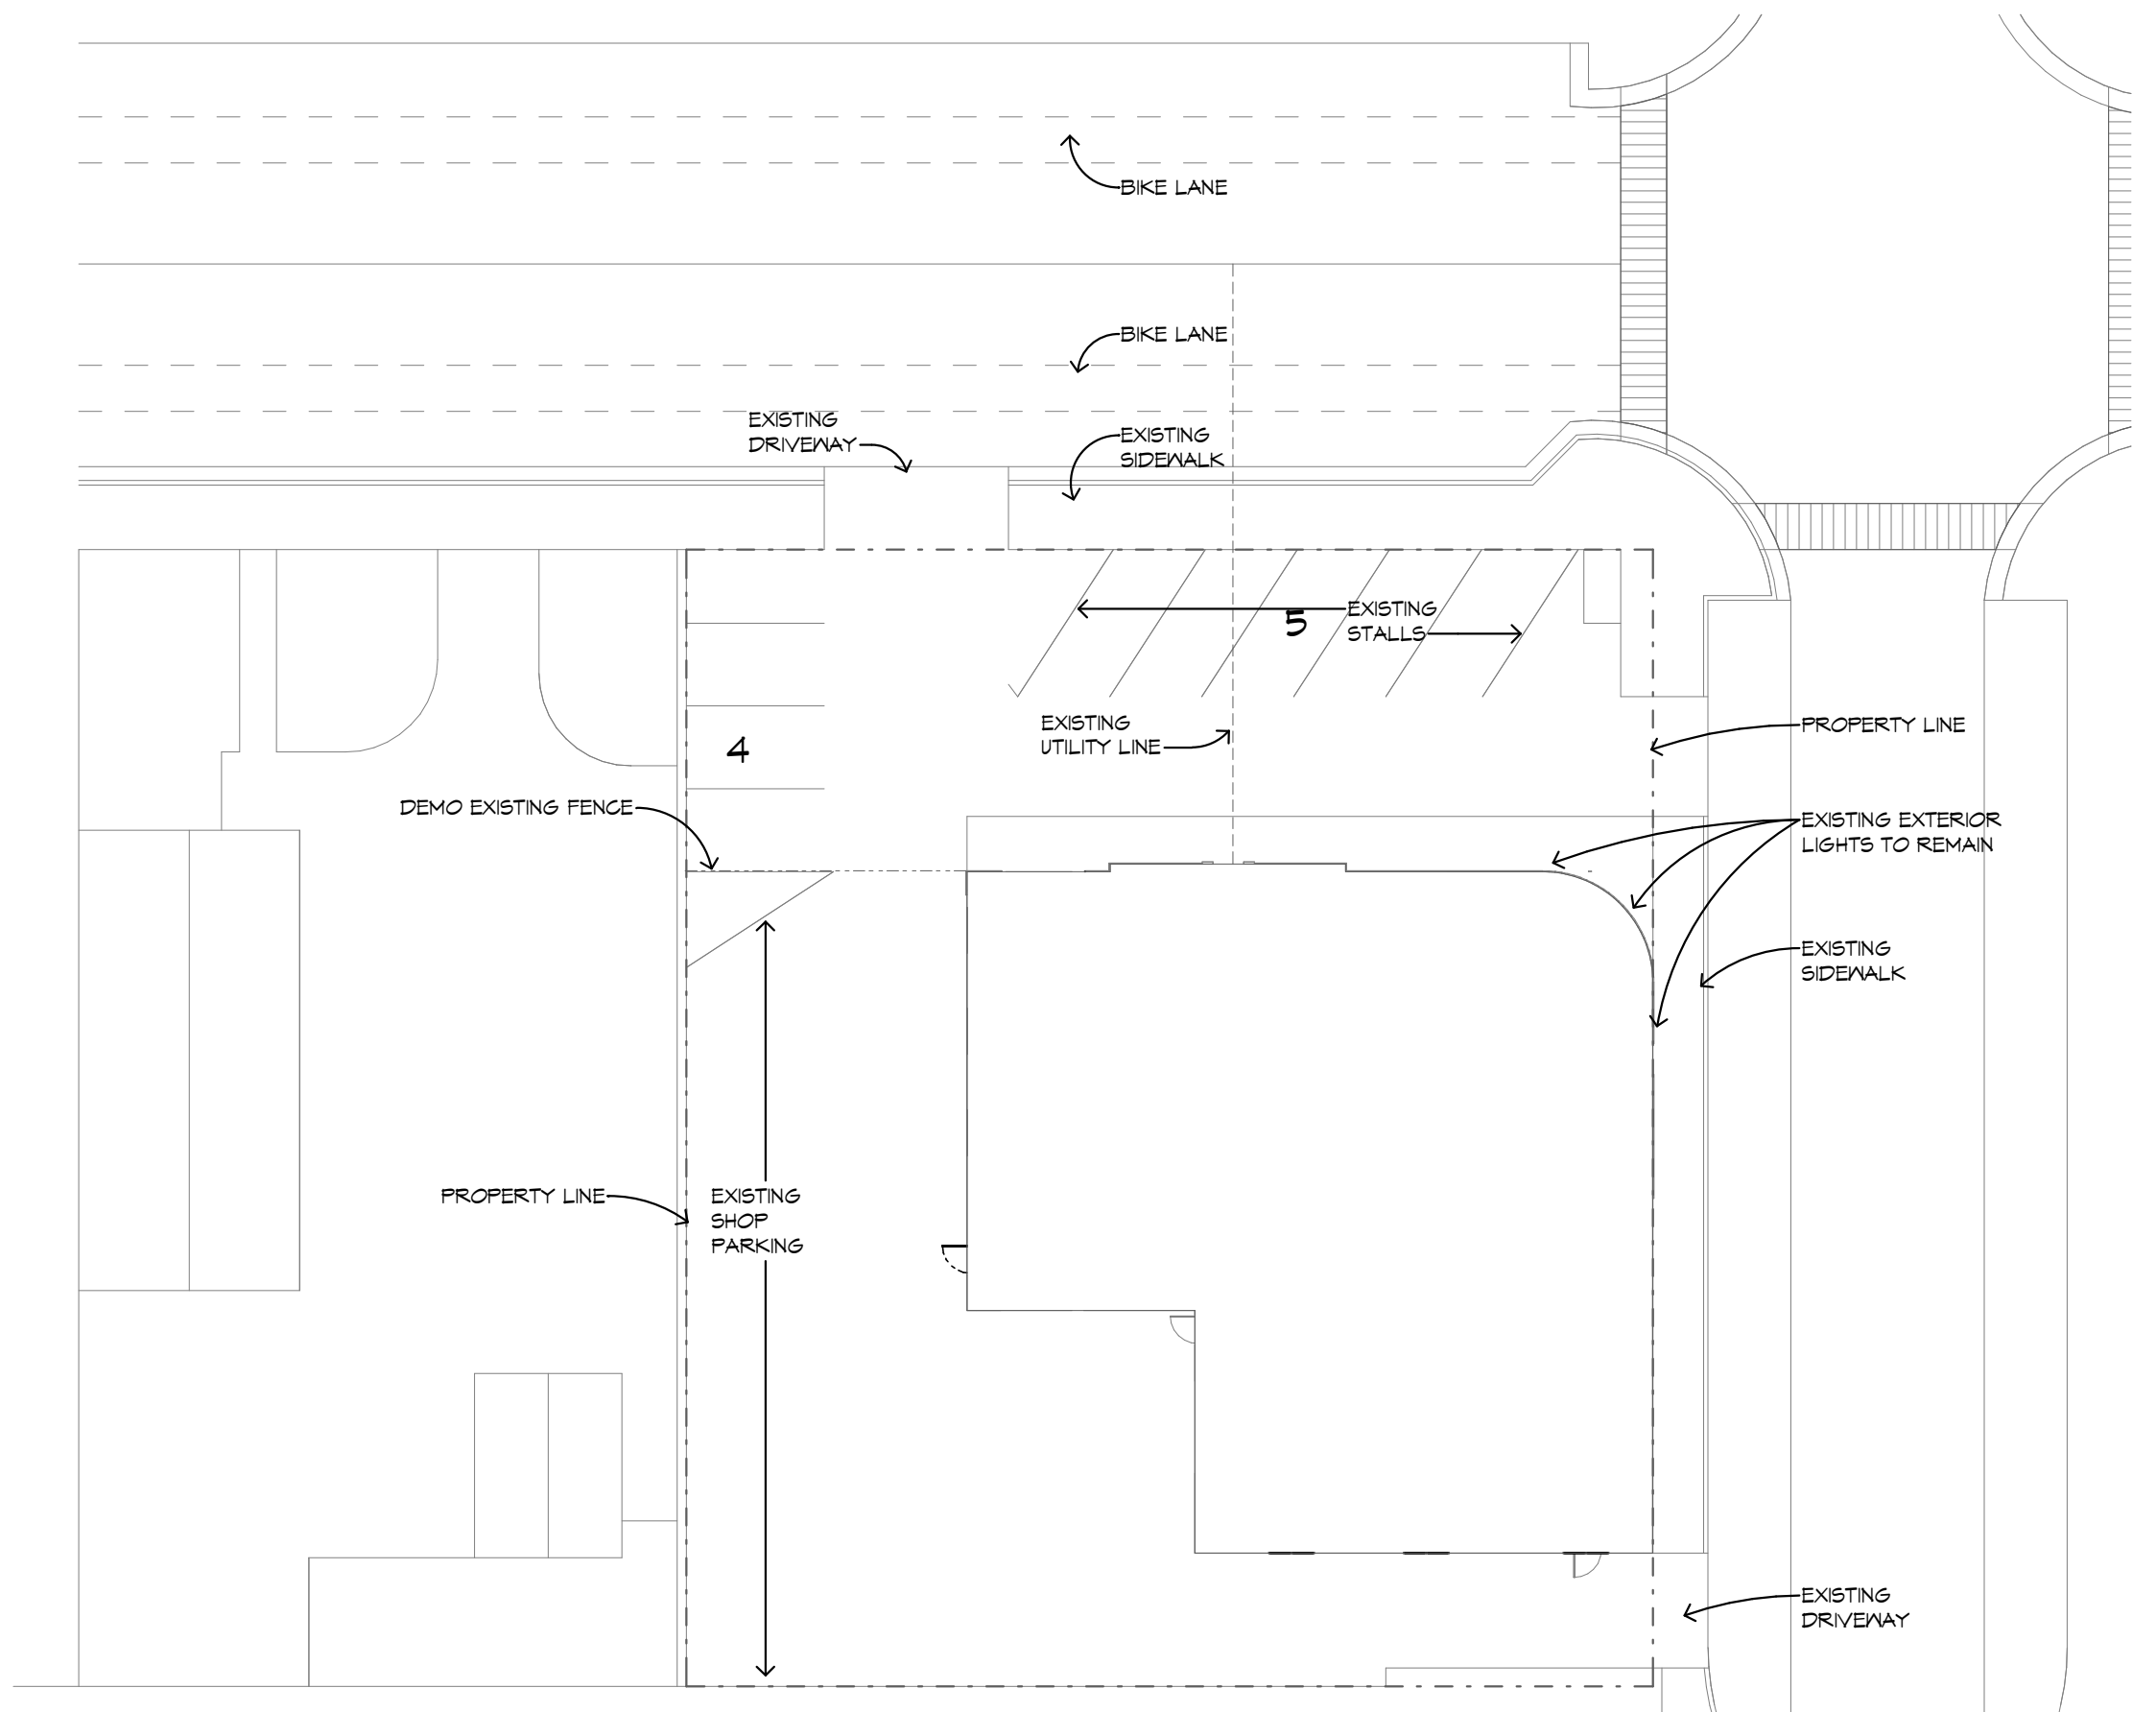 BIKE LANE
BIKE LANE
EXISTING
DRIVEWAY
EXISTING
SIDEWALK
EXISTING
STALLS
5
EXISTING
UTILITY LINE
4
PROPERTY LINE
DEMO EXISTING FENCE
EXISTING EXTERIOR
LIGHTS TO REMAIN
EXISTING
SIDEWALK
PROPERTY LINE
EXISTING
SHOP
PARKING
EXISTING
DRIVEWAY